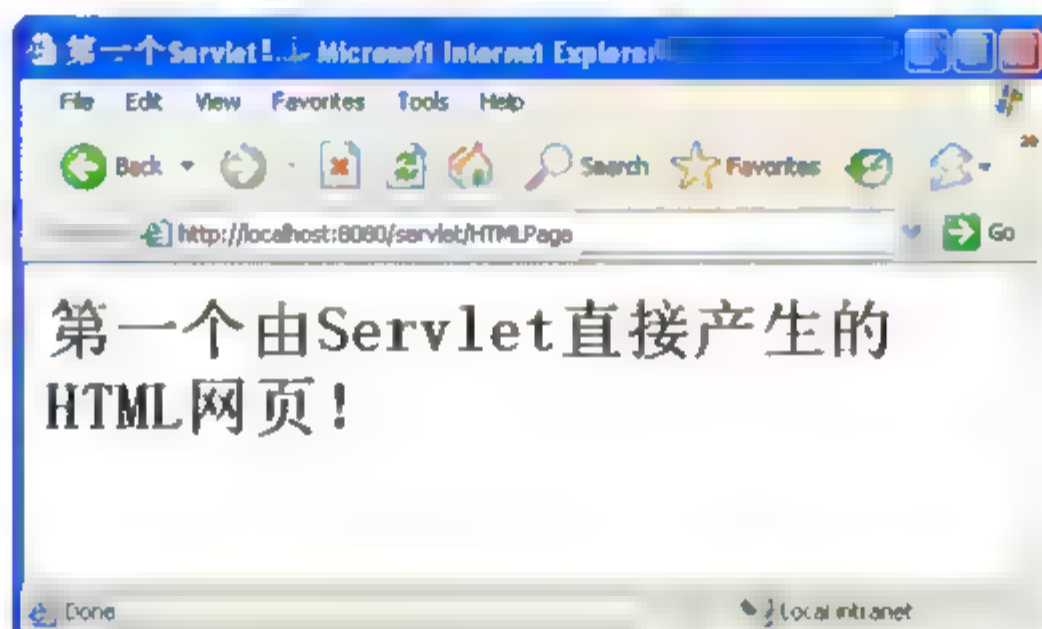 第一个Servlet! - Microsoft Internet Explorer
File Edit View Favorites Tools Help
Back Search Favorites
http://localhost:8080/servlet/HTMLPage Go
第一个由Servlet直接产生的
HTML网页!
Done Local intranet